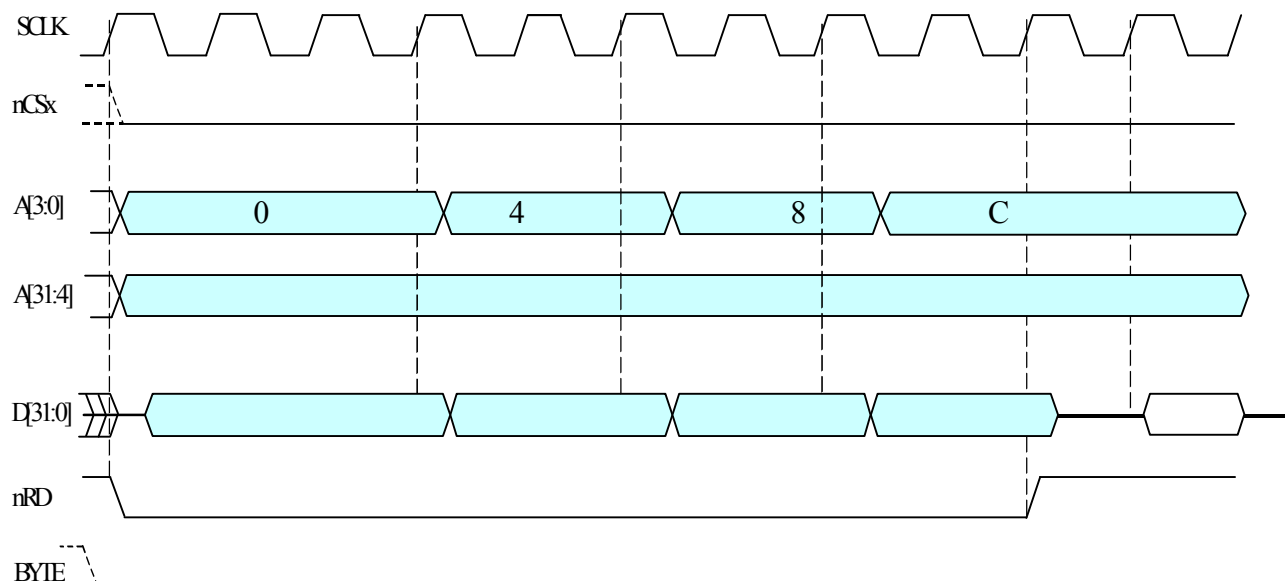 SCLK
nCSx
A[3:0] 0 4 8 C
A[31:4]
D[31:0]
nRD
BYTE